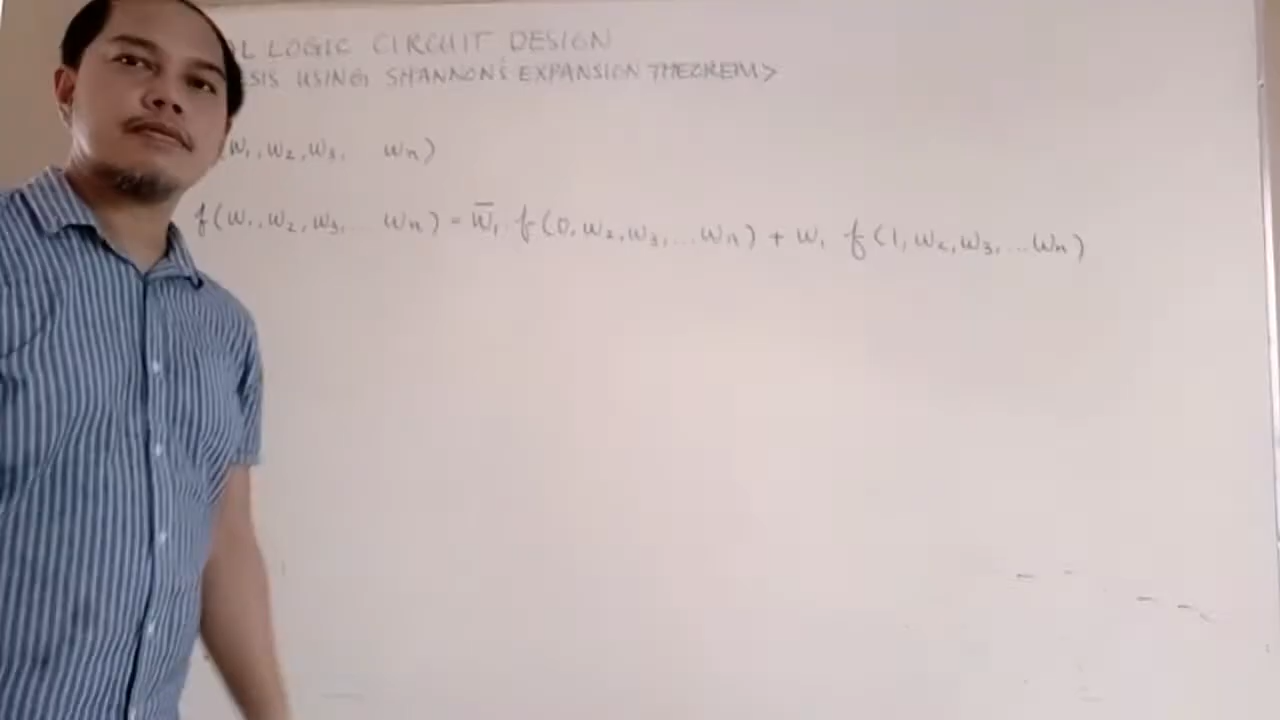 L LOGIC CIRCUIT DESIGN
SIS USING SHANNON'S EXPANSION THEOREM>
(w₁, w₂, w₃, ... wₙ)
f(w₁, w₂, w₃, ... wₙ) = w̅₁ · f(0, w₂, w₃, ... wₙ) + w₁ f(1, w₂, w₃, ... wₙ)